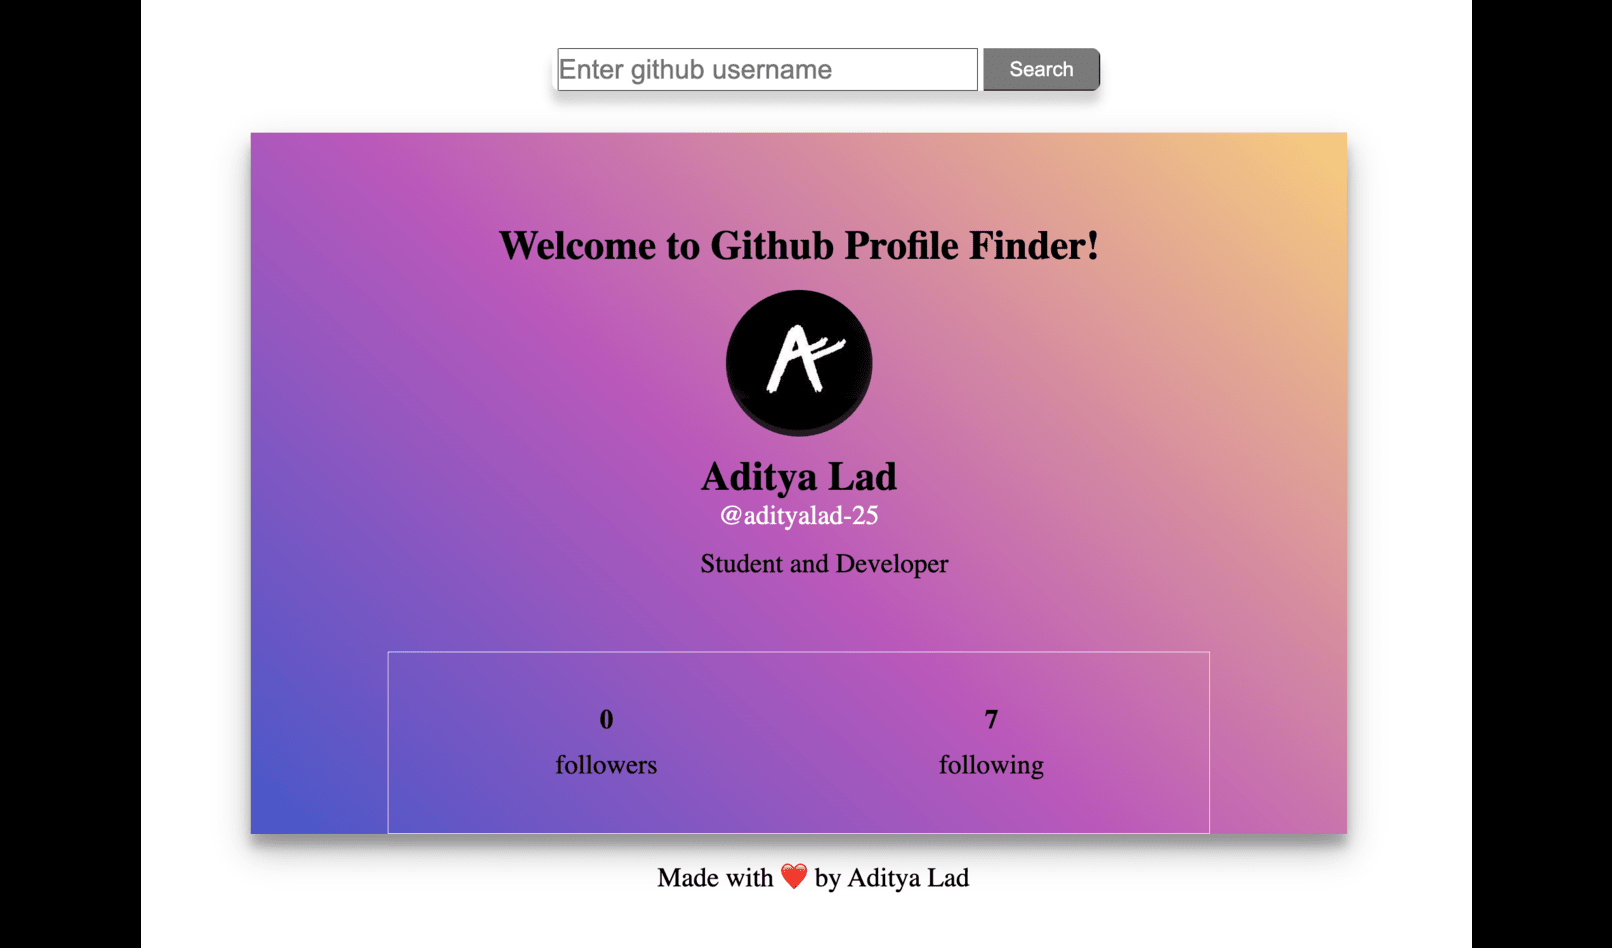 Enter github username
Search
Welcome to Github Profile Finder!
Aditya Lad
@adityalad-25
Student and Developer
0
followers
7
following
Made with ❤️ by Aditya Lad